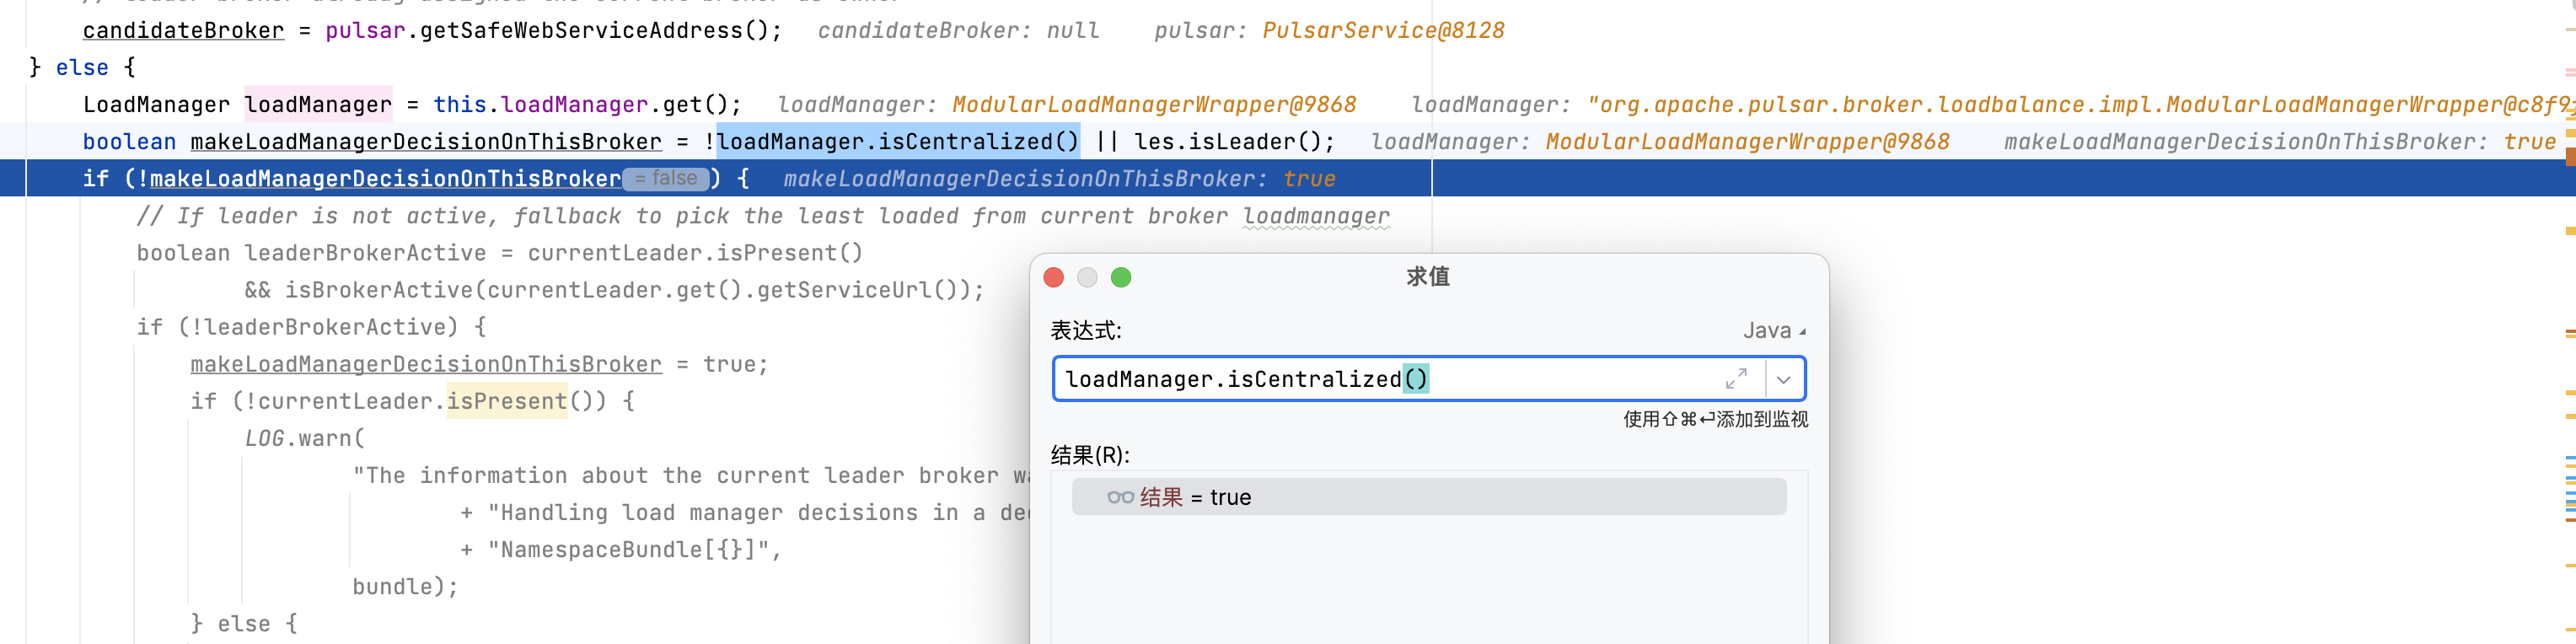 candidateBroker = pulsar.getSafeWebServiceAddress();   candidateBroker: null    pulsar: PulsarService@8128
} else {
LoadManager loadManager = this.loadManager.get();   loadManager: ModularLoadManagerWrapper@9868    loadManager: "org.apache.pulsar.broker.loadbalance.impl.ModularLoadManagerWrapper@c8f9
boolean makeLoadManagerDecisionOnThisBroker = !loadManager.isCentralized() || les.isLeader();   loadManager: ModularLoadManagerWrapper@9868    makeLoadManagerDecisionOnThisBroker: true
if (!makeLoadManagerDecisionOnThisBroker = false ) {   makeLoadManagerDecisionOnThisBroker: true
// If leader is not active, fallback to pick the least loaded from current broker loadmanager
boolean leaderBrokerActive = currentLeader.isPresent()
&& isBrokerActive(currentLeader.get().getServiceUrl());
if (!leaderBrokerActive) {
makeLoadManagerDecisionOnThisBroker = true;
if (!currentLeader.isPresent()) {
LOG.warn(
"The information about the current leader broker
+ "Handling load manager decisions in a
+ "NamespaceBundle[{}]",
bundle);
} else {
求值
表达式:
Java
loadManager.isCentralized()
使用⇧⌘⏎添加到监视
结果(R):
结果 = true